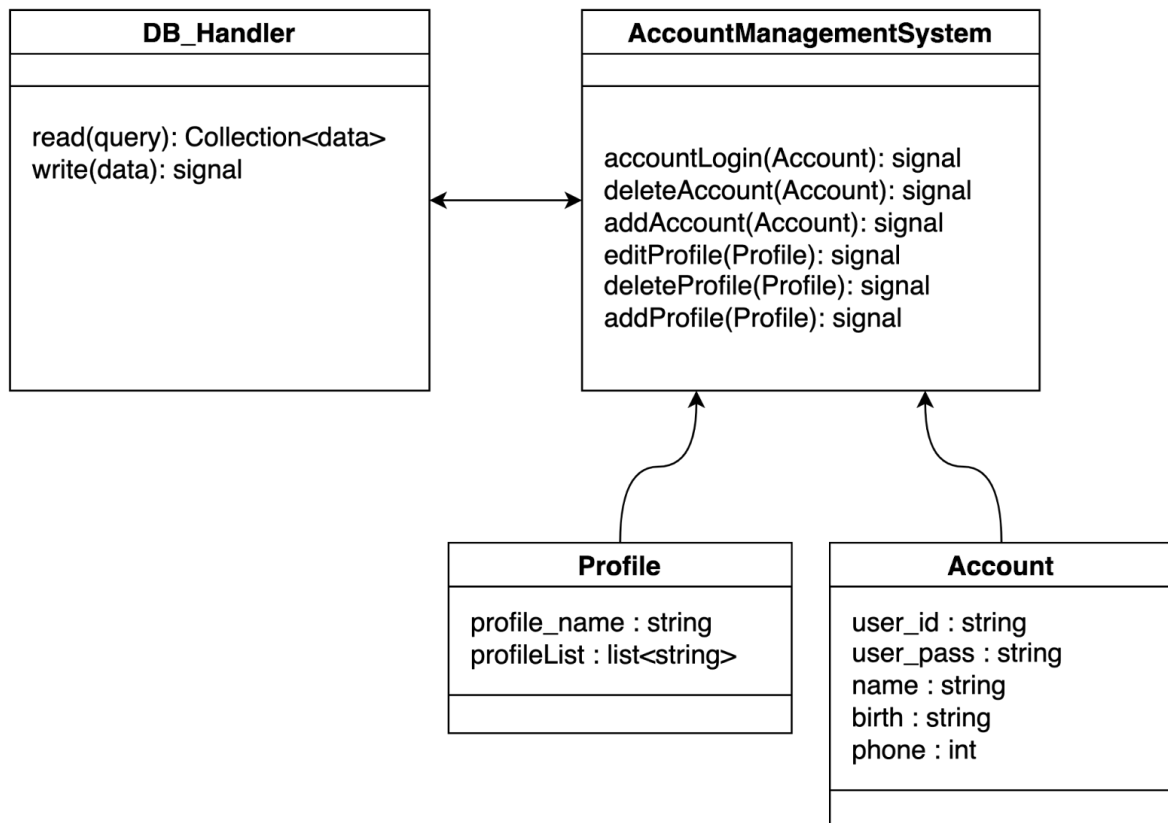 DB_Handler
read(query): Collection<data>
write(data): signal
AccountManagementSystem
accountLogin(Account): signal
deleteAccount(Account): signal
addAccount(Account): signal
editProfile(Profile): signal
deleteProfile(Profile): signal
addProfile(Profile): signal
Profile
profile_name : string
profileList : list<string>
Account
user_id : string
user_pass : string
name : string
birth : string
phone : int